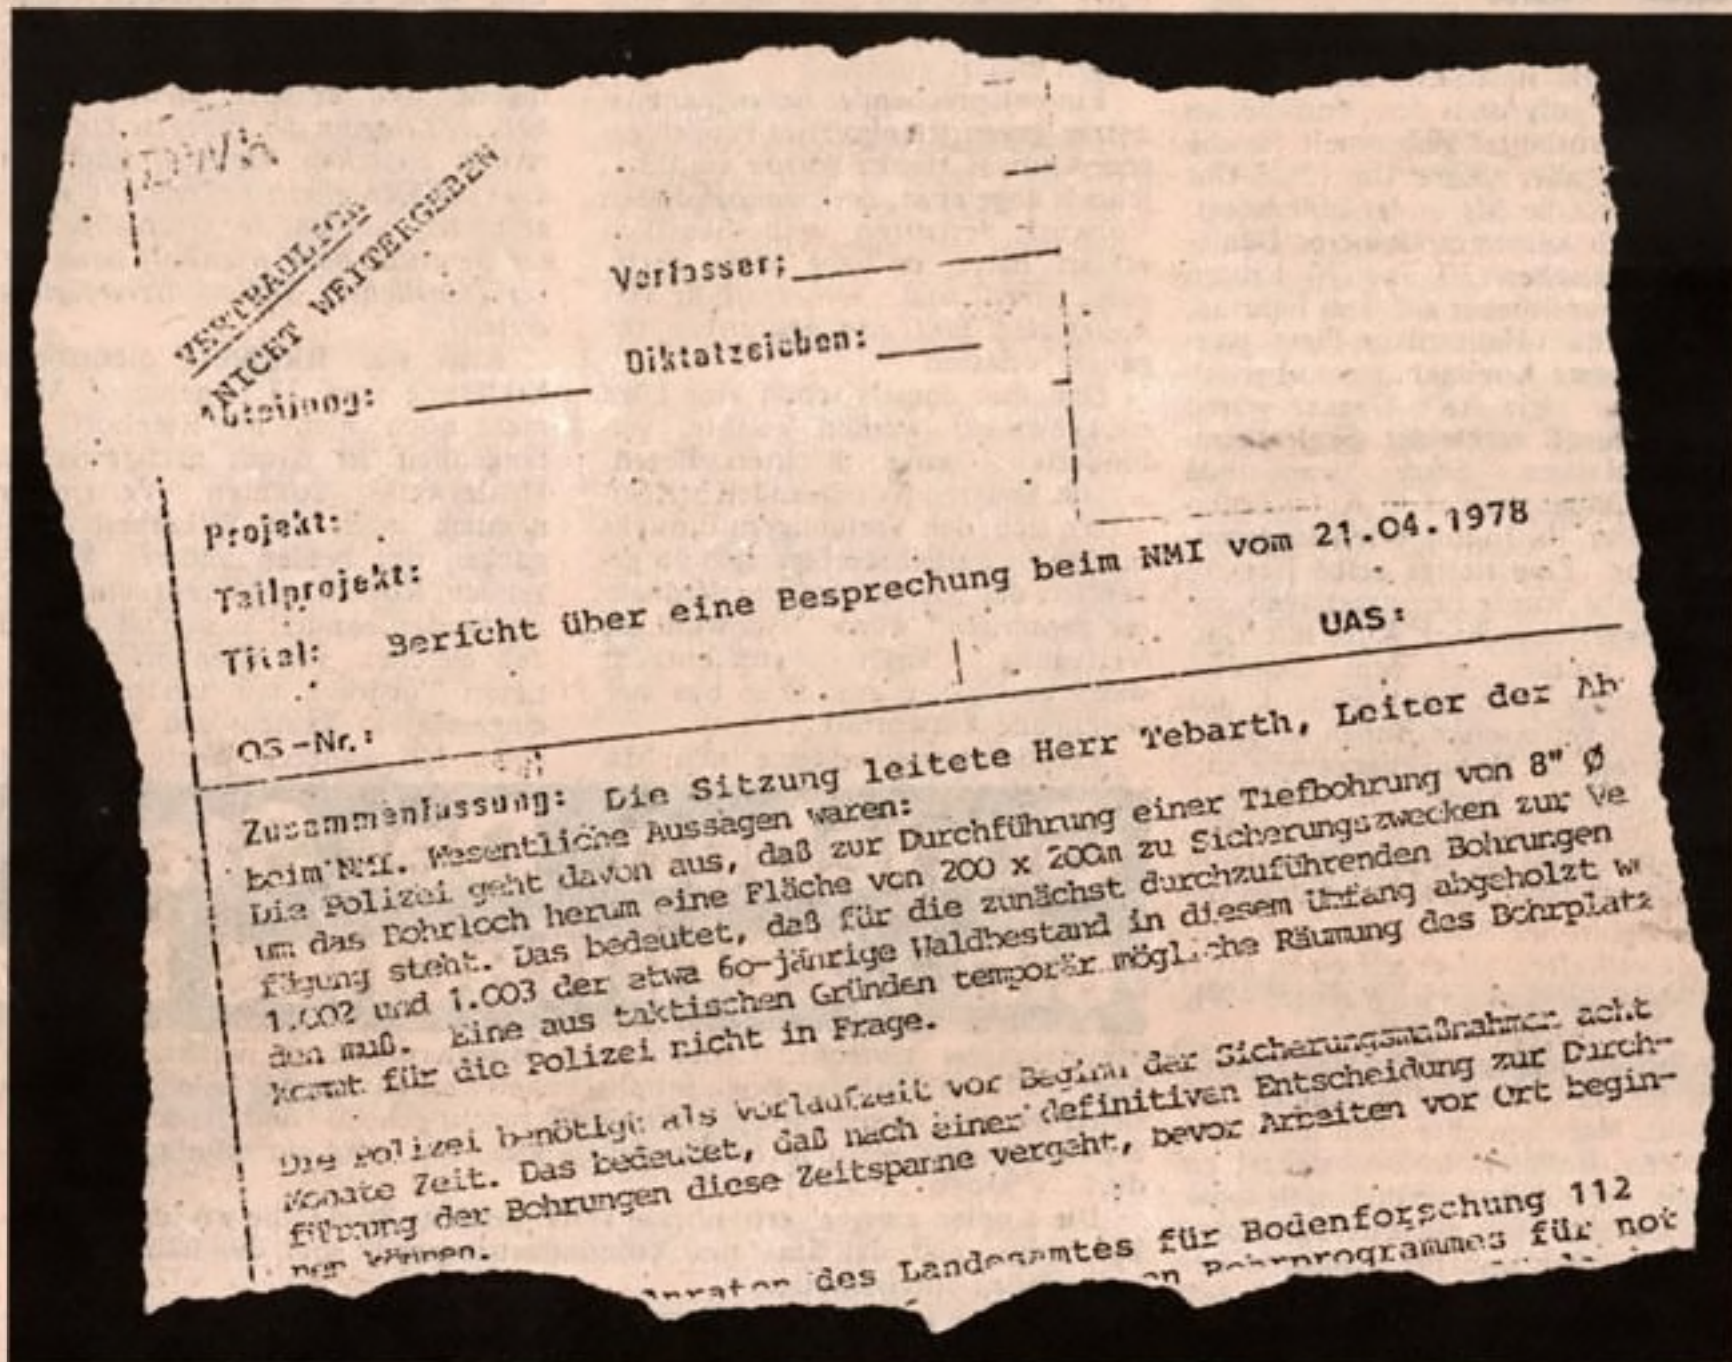 VERTRAULICH
NICHT WEITERGEBEN
Verfasser:
Diktatzeichen:
Abteilung:
Projekt:
Teilprojekt:
Titel: Bericht über eine Besprechung beim NMI vom 21.04.1978
UAS:
OS-Nr.:
Zusammenfassung: Die Sitzung leitete Herr Tebarth, Leiter der Ab
beim NMI. Wesentliche Aussagen waren:
Die Polizei geht davon aus, daß zur Durchführung einer Tiefbohrung von 8" Ø
um das Bohrloch herum eine Fläche von 200 x 200m zu Sicherungszwecken zur Ve
fügung steht. Das bedeutet, daß für die zunächst durchzuführenden Bohrungen
1.002 und 1.003 der etwa 60-jährige Waldbestand in diesem Umfang abgeholzt we
den muß. Eine aus taktischen Gründen temporär mögliche Räumung des Bohrplatz
kommt für die Polizei nicht in Frage.
Die Polizei benötigt als Vorlaufzeit vor Beginn der Sicherungsmaßnahmen acht
Monate Zeit. Das bedeutet, daß nach einer definitiven Entscheidung zur Durch-
führung der Bohrungen diese Zeitspanne vergeht, bevor Arbeiten vor Ort begin-
nen können.
des Landesamtes für Bodenforschung 112
Bohrprogrammes für not